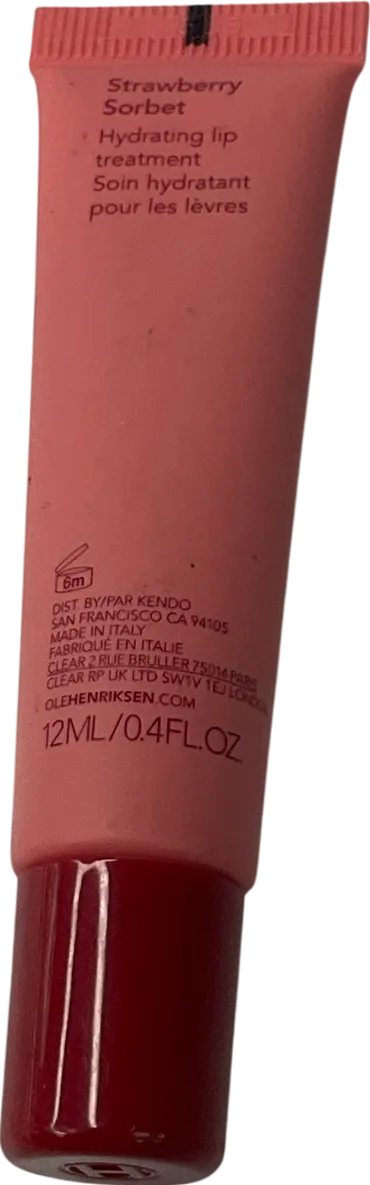 Strawberry
Sorbet
Hydrating lip
treatment
Soin hydratant
pour les lèvres
6m
DIST. BY/PAR KENDO
SAN FRANCISCO CA 94105
MADE IN ITALY
FABRIQUÉ EN ITALIE
CLEAR 2 RUE BRULLER 75014 PARIS
CLEAR RP UK LTD SW1V 1EJ LONDON
OLEHENRIKSEN.COM
12ML/0.4FL.OZ
H